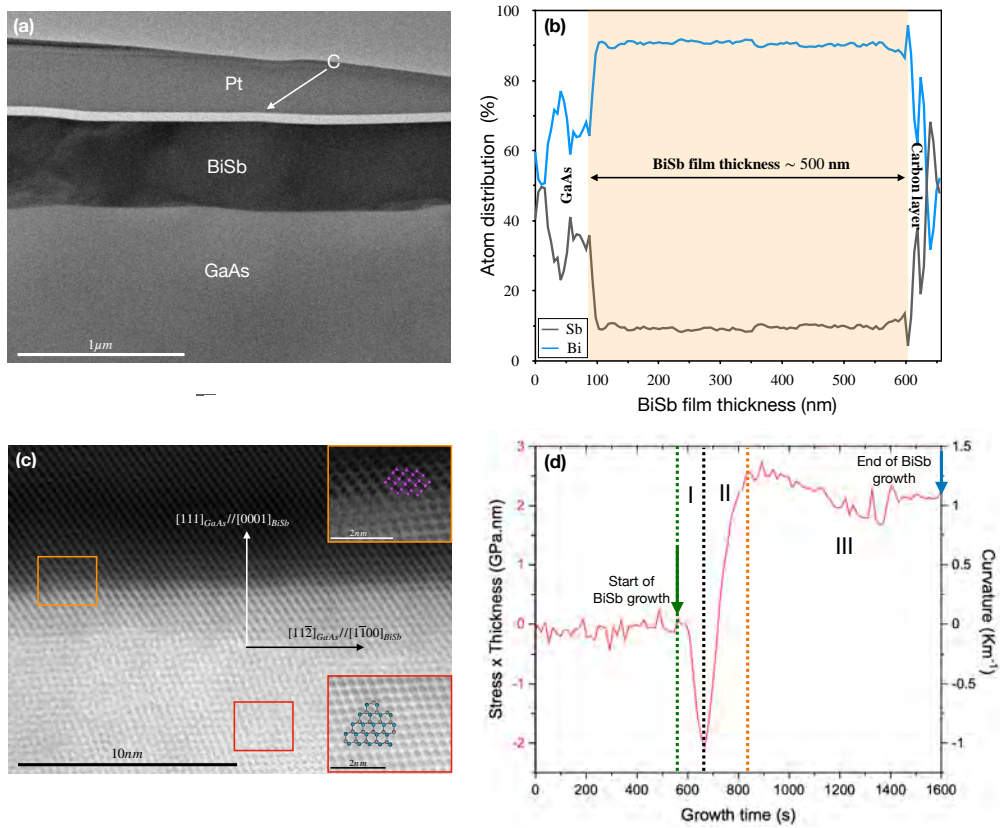 (a)
C
Pt
BiSb
GaAs
1μm
(b)
100
80
60
40
20
0
Atom distribution (%)
GaAs
BiSb film thickness ~ 500 nm
Carbon layer
Sb
Bi
0 100 200 300 400 500 600
BiSb film thickness (nm)
(c)
2nm
[111]GaAs//[0001]BiSb
[112̅]GaAs//[11̅00]BiSb
10nm
2nm
(d)
3
2
1
0
-1
-2
Stress x Thickness (GPa.nm)
Start of
BiSb growth
I
II
III
End of BiSb
growth
1.5
1
0.5
0
-0.5
-1
Curvature (Km⁻¹)
0 200 400 600 800 1000 1200 1400 1600
Growth time (s)